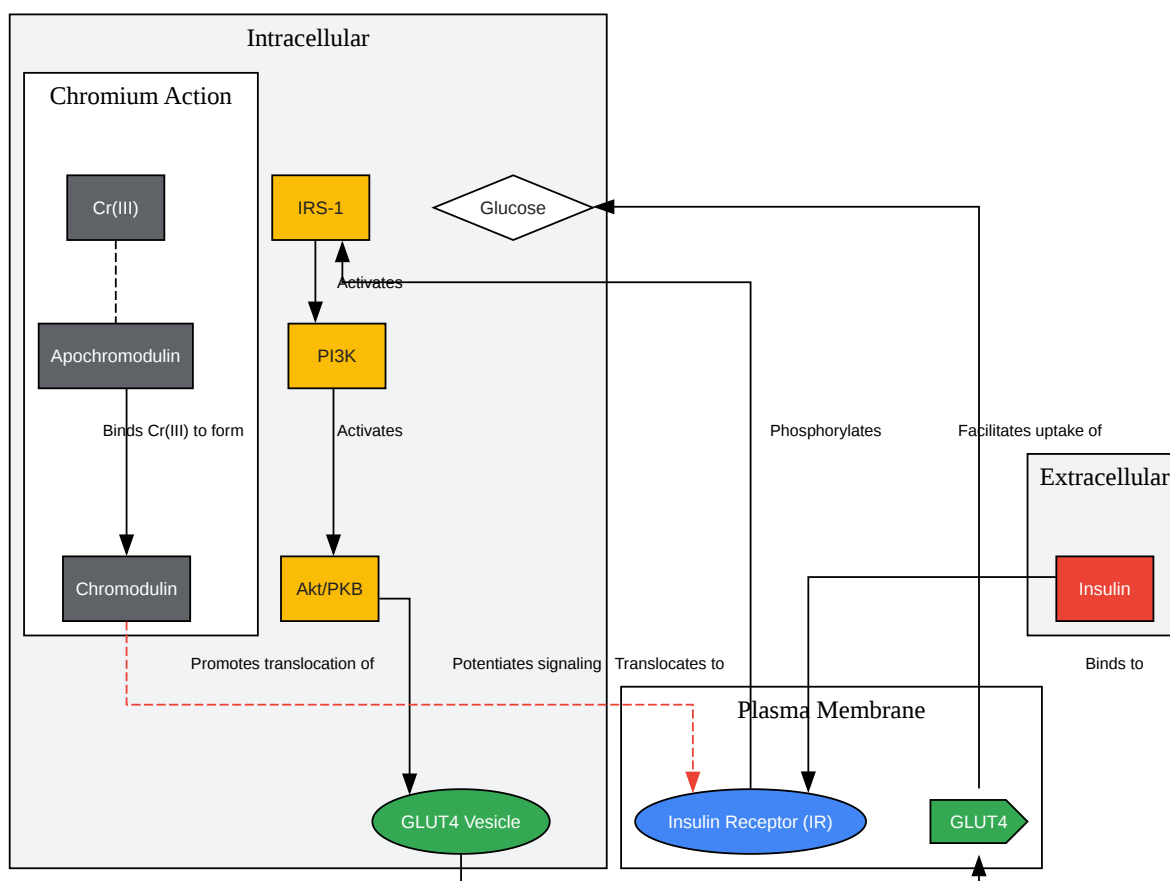 Intracellular
Chromium Action
Cr(III)
IRS-1
Glucose
Activates
Apochromodulin
PI3K
Binds Cr(III) to form
Activates
Phosphorylates
Facilitates uptake of
Extracellular
Chromodulin
Akt/PKB
Insulin
Promotes translocation of
Potentiates signaling
Translocates to
Binds to
Plasma Membrane
GLUT4 Vesicle
Insulin Receptor (IR)
GLUT4